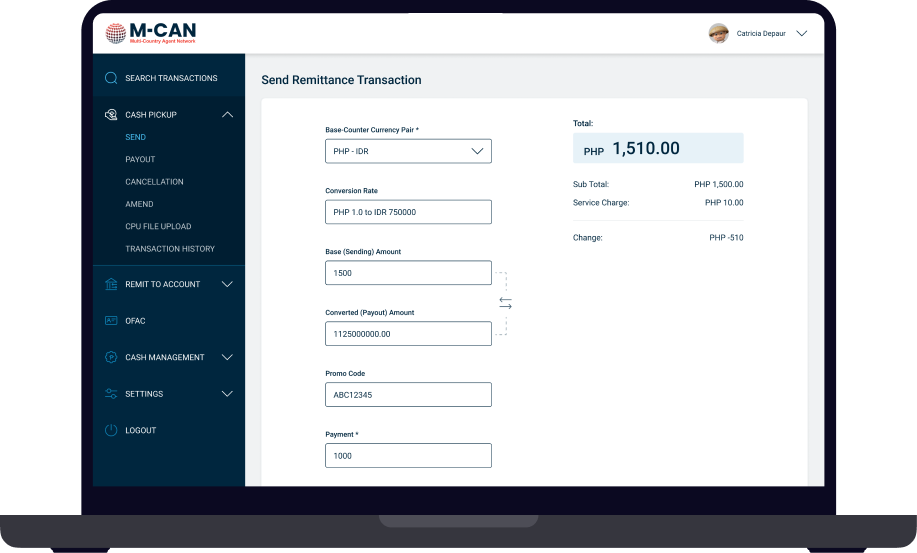 M-CAN
Multi-Country Agent Network
Catricia Depaur
SEARCH TRANSACTIONS
CASH PICKUP
SEND
PAYOUT
CANCELLATION
AMEND
CPU FILE UPLOAD
TRANSACTION HISTORY
REMIT TO ACCOUNT
OFAC
CASH MANAGEMENT
SETTINGS
LOGOUT
Send Remittance Transaction
Base-Counter Currency Pair *
PHP - IDR
Conversion Rate
PHP 1.0 to IDR 750000
Base (Sending) Amount
1500
Converted (Payout) Amount
1125000000.00
Promo Code
ABC12345
Payment *
1000
Total:
PHP 1,510.00
Sub Total: PHP 1,500.00
Service Charge: PHP 10.00
Change: PHP -510